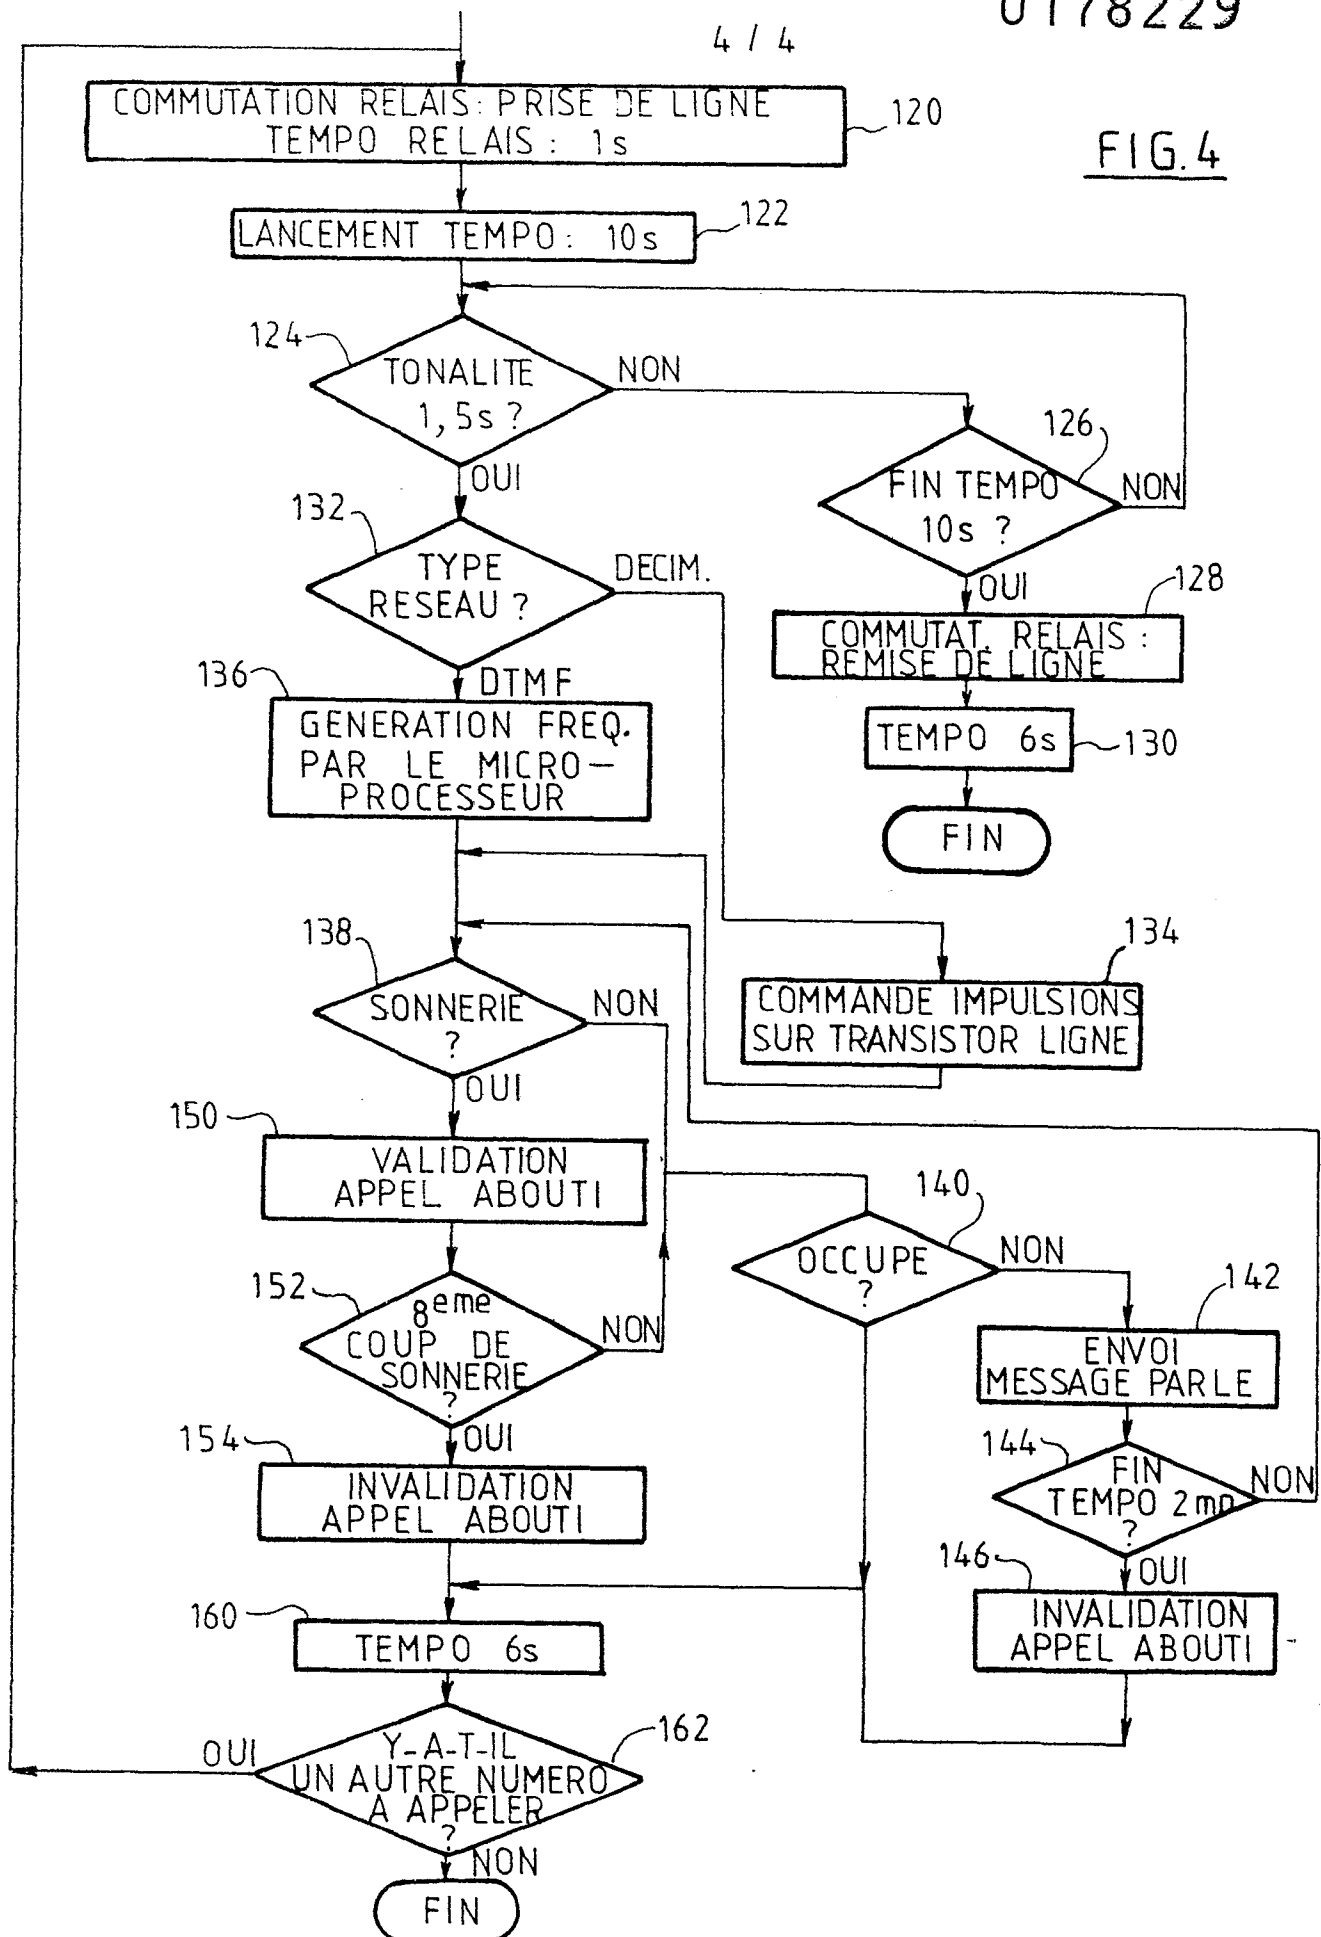 0178229
4 / 4
FIG.4
COMMUTATION RELAIS: PRISE DE LIGNE
TEMPO RELAIS : 1s
120
LANCEMENT TEMPO: 10s
122
124
TONALITE
1,5s ?
NON
OUI
126
FIN TEMPO
10s ?
NON
OUI
128
COMMUTAT. RELAIS :
REMISE DE LIGNE
TEMPO 6s
130
FIN
132
TYPE
RESEAU ?
DECIM.
DTMF
136
GENERATION FREQ.
PAR LE MICRO-
PROCESSEUR
134
COMMANDE IMPULSIONS
SUR TRANSISTOR LIGNE
138
SONNERIE
?
NON
OUI
150
VALIDATION
APPEL ABOUTI
140
OCCUPE
?
NON
142
ENVOI
MESSAGE PARLE
152
8eme
COUP DE
SONNERIE
?
NON
OUI
144
FIN
TEMPO 2mn
?
NON
OUI
154
INVALIDATION
APPEL ABOUTI
146
INVALIDATION
APPEL ABOUTI
160
TEMPO 6s
162
Y-A-T-IL
UN AUTRE NUMERO
A APPELER
?
OUI
NON
FIN